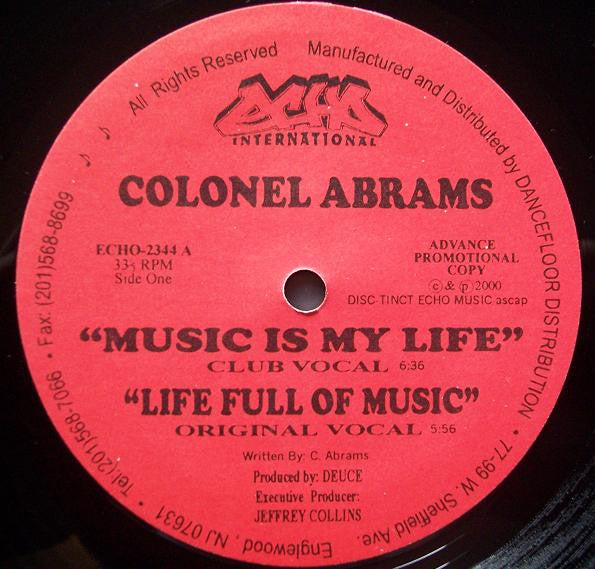 All Rights Reserved
Manufactured and Distributed by DANCEFLOOR DISTRIBUTION • 77-99 W. Sheffield Ave. Englewood, NJ 07631 • Tel:(201)568-7066 • Fax: (201)568-8699 ♪ ♪
ECHO
INTERNATIONAL
COLONEL ABRAMS
ECHO-2344 A
33⅓ RPM
Side One
ADVANCE
PROMOTIONAL
COPY
© & ℗ 2000
DISC-TINCT ECHO MUSIC ascap
“MUSIC IS MY LIFE”
CLUB VOCAL 6:36
“LIFE FULL OF MUSIC”
ORIGINAL VOCAL 5:56
Written By: C. Abrams
Produced by: DEUCE
Executive Producer:
JEFFREY COLLINS